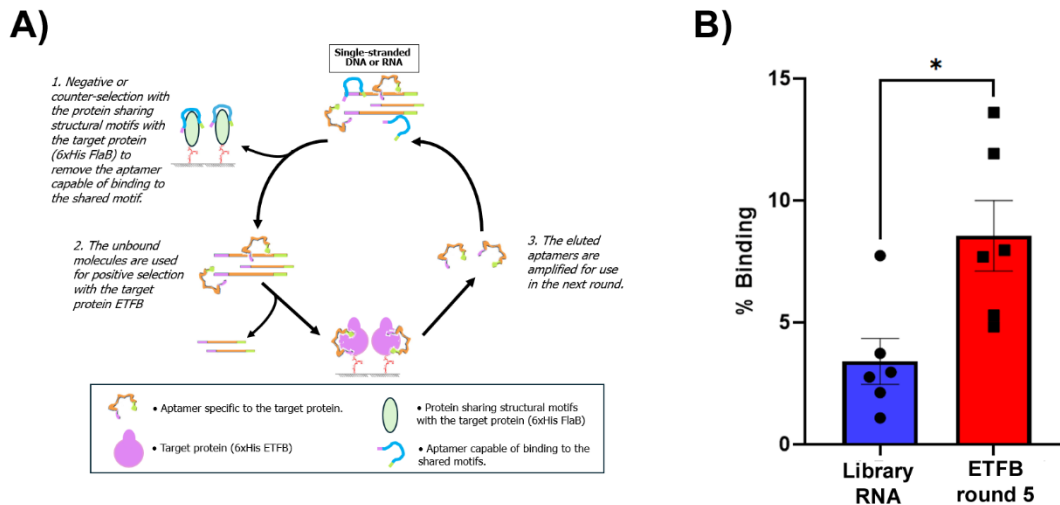 A)
Single-stranded
DNA or RNA
1. Negative or
counter-selection with
the protein sharing
structural motifs with
the target protein
(6xHis FlaB) to
remove the aptamer
capable of binding to
the shared motif.
2. The unbound
molecules are used
for positive selection
with the target
protein ETFB
3. The eluted
aptamers are
amplified for use
in the next round.
• Aptamer specific to the target protein.
• Target protein (6xHis ETFB)
• Protein sharing structural motifs
with the target protein (6xHis FlaB)
• Aptamer capable of binding to the
shared motifs.
B)
*
% Binding
15
10
5
0
Library
RNA
ETFB
round 5